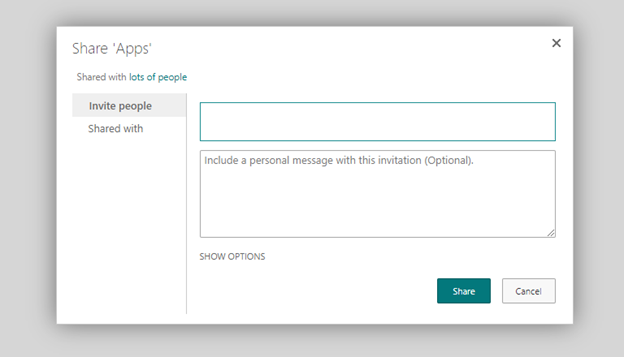 Share 'Apps'
Shared with lots of people
Invite people
Shared with
Include a personal message with this invitation (Optional).
SHOW OPTIONS
Share
Cancel